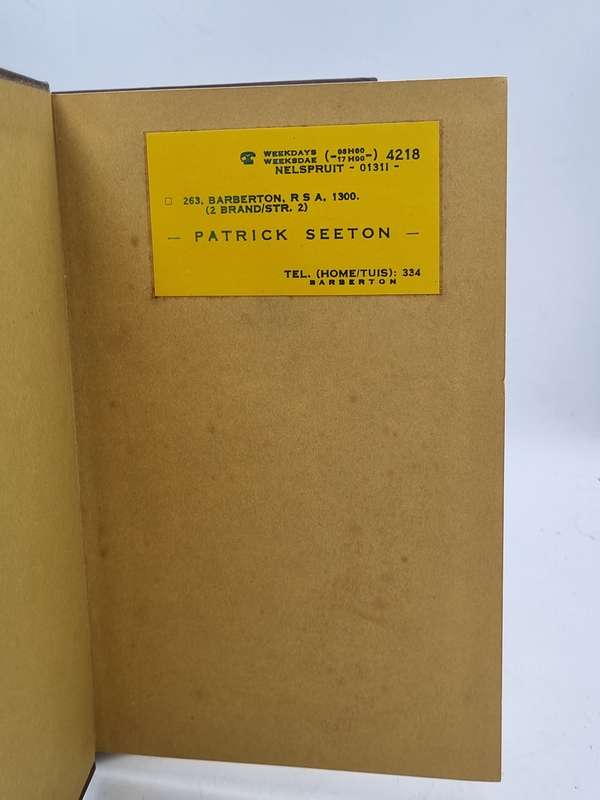 ☎ WEEKDAYS WEEKSDAE (-08H00 17H00-) 4218
NELSPRUIT - 01311 -
□ 263, BARBERTON, R S A, 1300.
(2 BRAND/STR. 2)
— PATRICK SEETON —
TEL. (HOME/TUIS): 334
BARBERTON